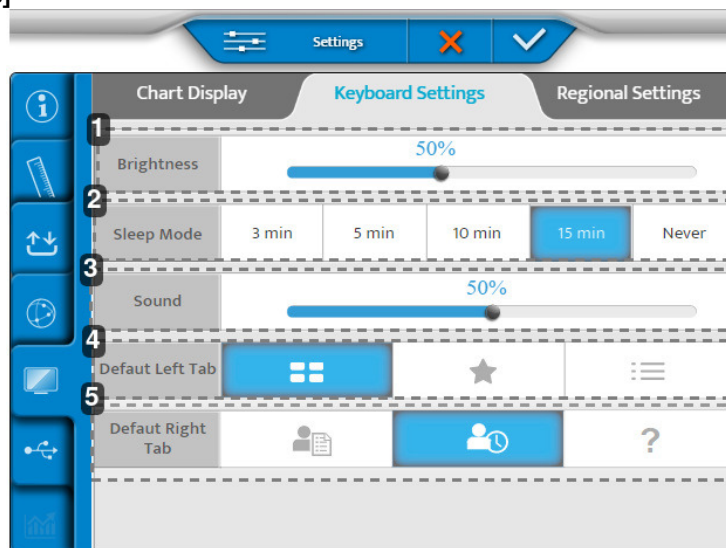 Settings
Chart Display
Keyboard Settings
Regional Settings
1
Brightness
50%
2
Sleep Mode
3 min
5 min
10 min
15 min
Never
3
Sound
50%
4
Defaut Left Tab
5
Defaut Right
Tab
?